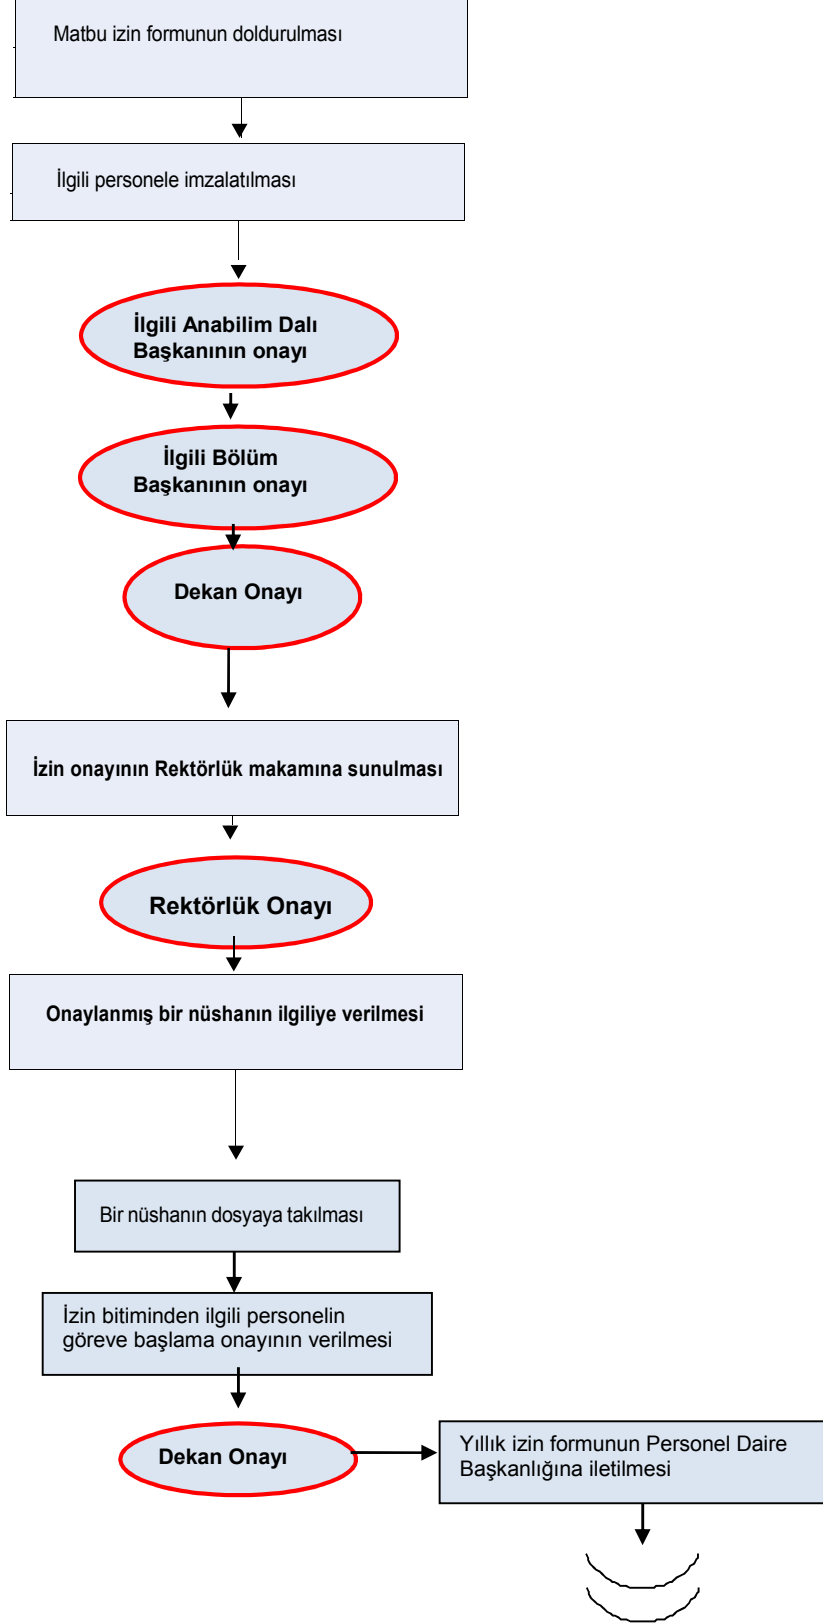 Matbu izin formunun doldurulması
İlgili personele imzalatılması
İlgili Anabilim Dalı
Başkanının onayı
İlgili Bölüm
Başkanının onayı
Dekan Onayı
İzin onayının Rektörlük makamına sunulması
Rektörlük Onayı
Onaylanmış bir nüshanın ilgiliye verilmesi
Bir nüshanın dosyaya takılması
İzin bitiminden ilgili personelin
göreve başlama onayının verilmesi
Dekan Onayı
Yıllık izin formunun Personel Daire
Başkanlığına iletilmesi